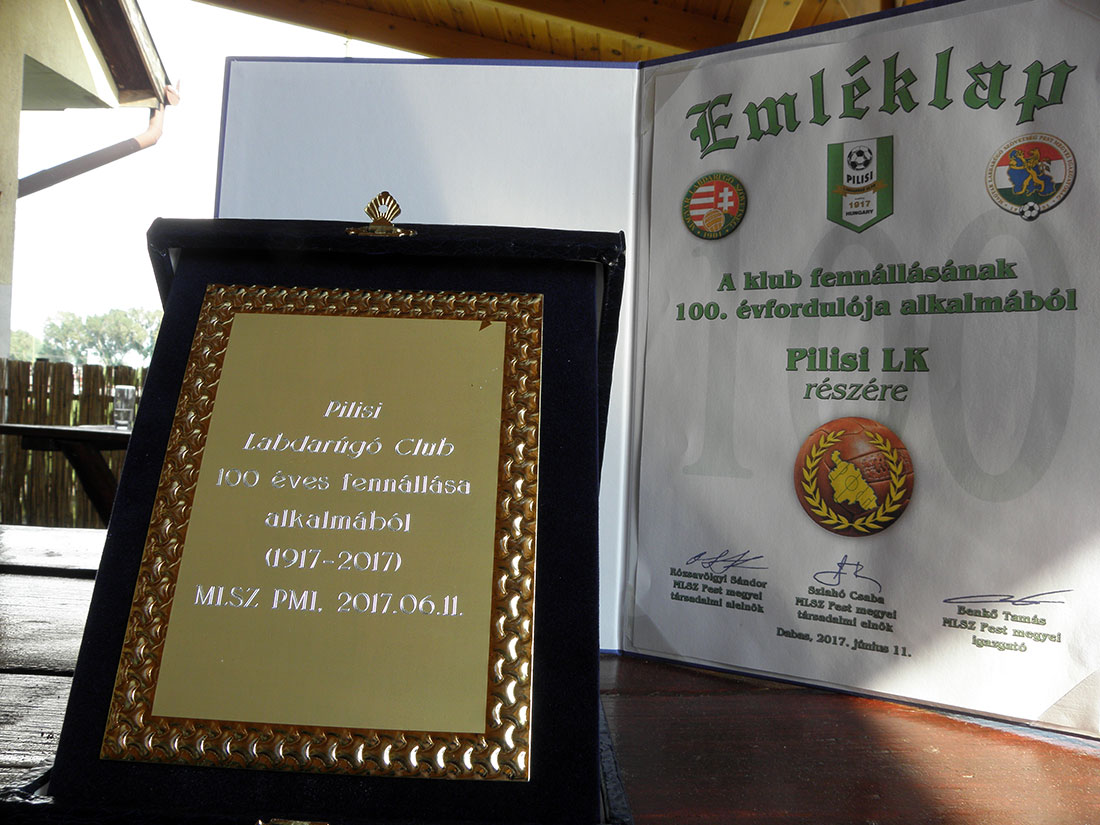 Pilisi
Labdarúgó Club
100 éves fennállása
alkalmából
(1917-2017)
MLSZ PMI. 2017.06.11.
Emléklap
PILISI
1917
HUNGARY
1901
100
A klub fennállásának
100. évfordulója alkalmából
Pilisi LK
részére
Rózsavölgyi Sándor
MLSZ Pest megyei
társadalmi alelnök
Szlahó Csaba
MLSZ Pest megyei
társadalmi elnök
Benkő Tamás
MLSZ Pest megyei
igazgató
Dabas, 2017. június 11.